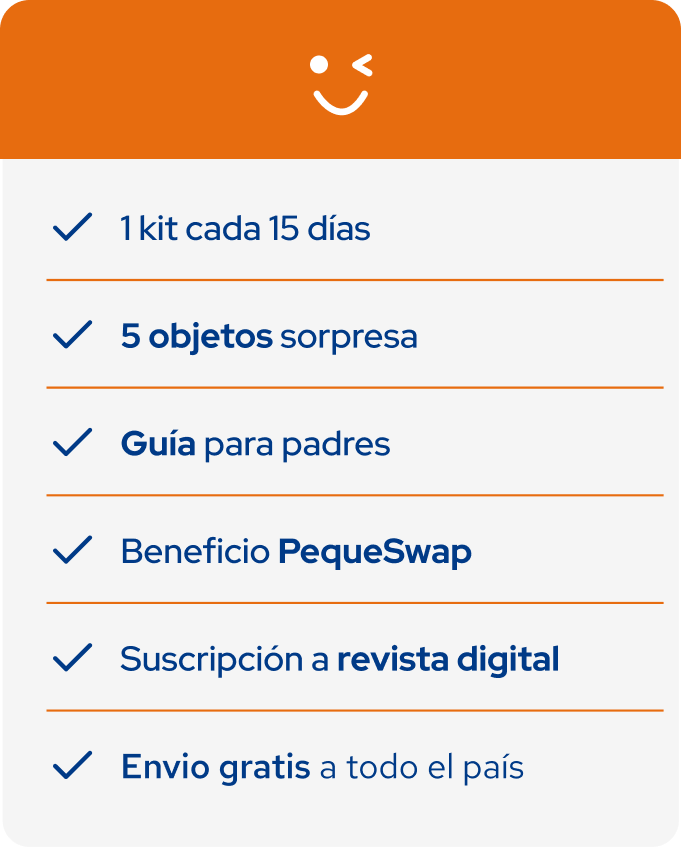 1 kit cada 15 días
5 objetos sorpresa
Guía para padres
Beneficio PequeSwap
Suscripción a revista digital
Envio gratis a todo el país